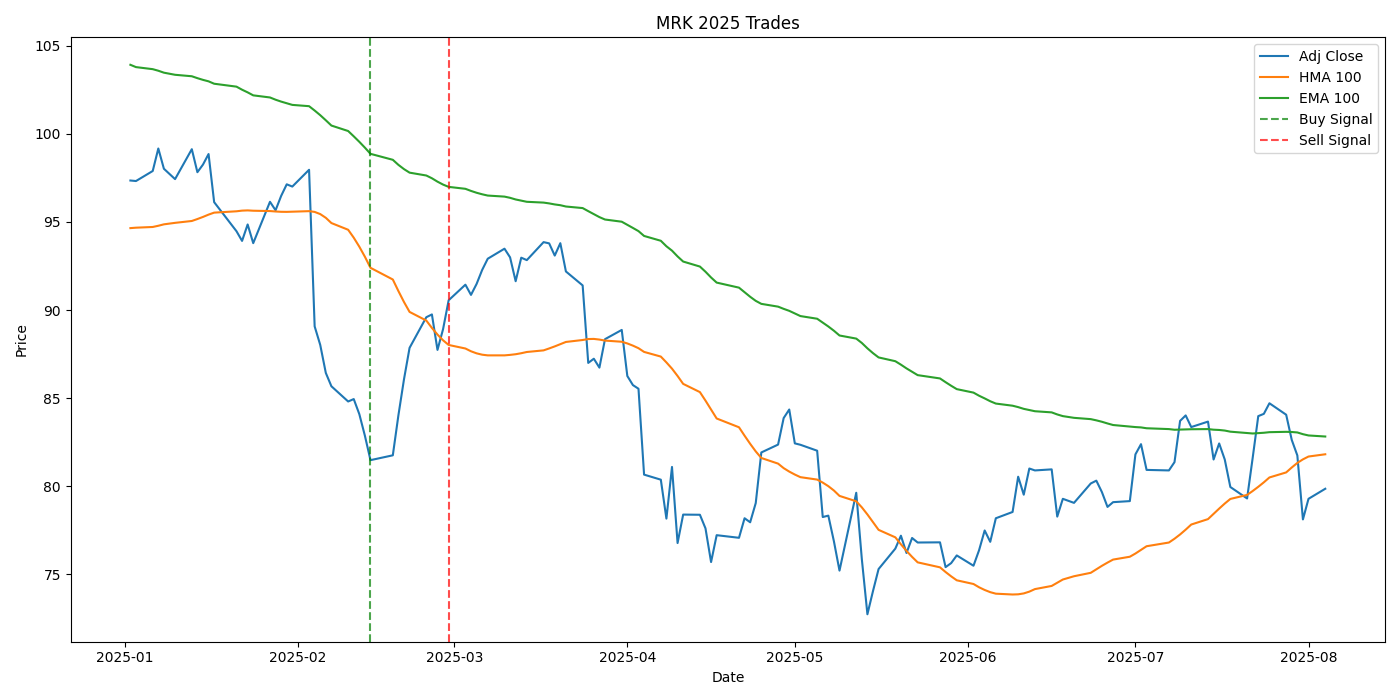 MRK 2025 Trades
105
100
95
90
85
80
75
Price
2025-01
2025-02
2025-03
2025-04
2025-05
2025-06
2025-07
2025-08
Date
Adj Close
HMA 100
EMA 100
Buy Signal
Sell Signal